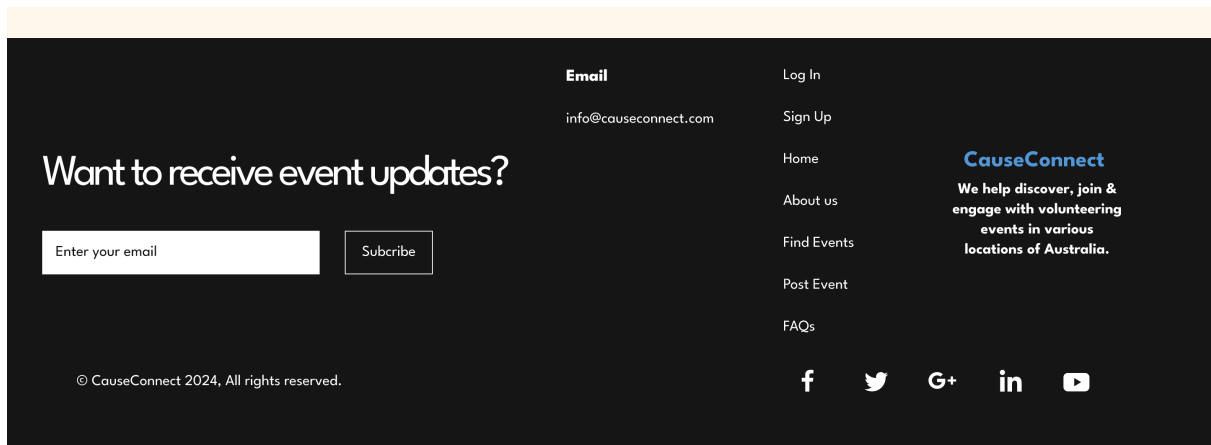 Want to receive event updates?
Enter your email
Subcribe
Email
info@causeconnect.com
Log In
Sign Up
Home
About us
Find Events
Post Event
FAQs
CauseConnect
We help discover, join &
engage with volunteering
events in various
locations of Australia.
© CauseConnect 2024, All rights reserved.
f
G+
in